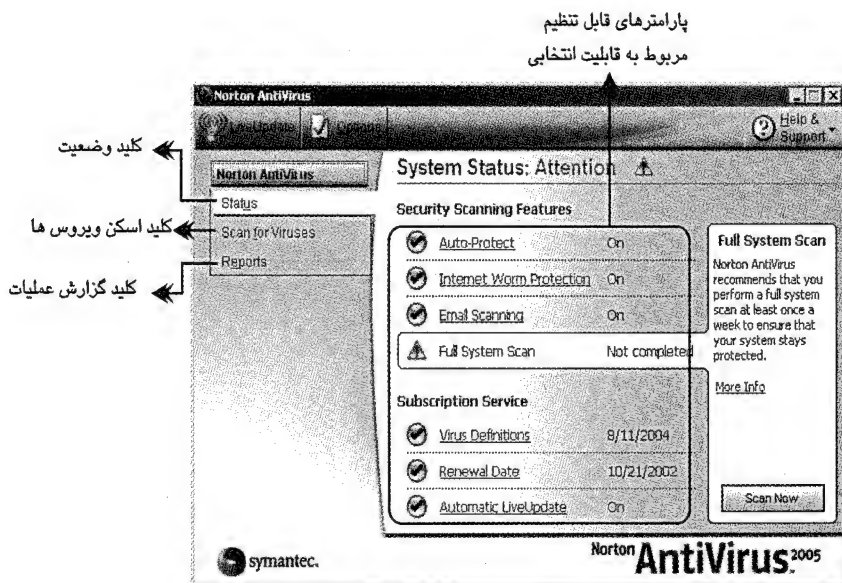 پارامترهای قابل تنظیم
مربوط به قابلیت انتخابی
Norton AntiVirus
LiveUpdate
Options
Help &
Support
کلید وضعیت
کلید اسکن ویروس ها
کلید گزارش عملیات
Norton AntiVirus
Status
Scan for Viruses
Reports
System Status: Attention
Security Scanning Features
Auto-Protect On
Internet Worm Protection On
Email Scanning On
Full System Scan Not completed
Subscription Service
Virus Definitions 8/11/2004
Renewal Date 10/21/2002
Automatic LiveUpdate On
Full System Scan
Norton AntiVirus
recommends that you
perform a full system
scan at least once a
week to ensure that
your system stays
protected.
More Info
Scan Now
symantec.
Norton AntiVirus 2005